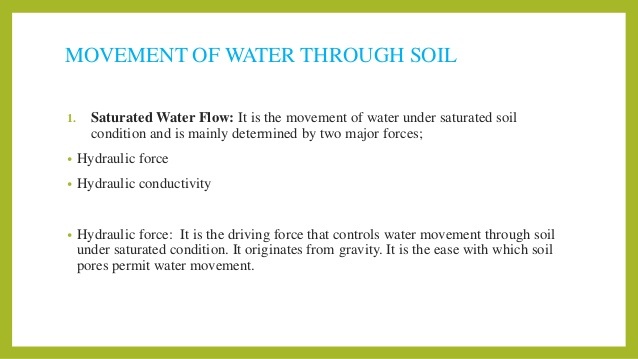 MOVEMENT OF WATER THROUGH SOIL
1. Saturated Water Flow: It is the movement of water under saturated soil
condition and is mainly determined by two major forces;
• Hydraulic force
• Hydraulic conductivity
• Hydraulic force:  It is the driving force that controls water movement through soil
under saturated condition. It originates from gravity. It is the ease with which soil
pores permit water movement.